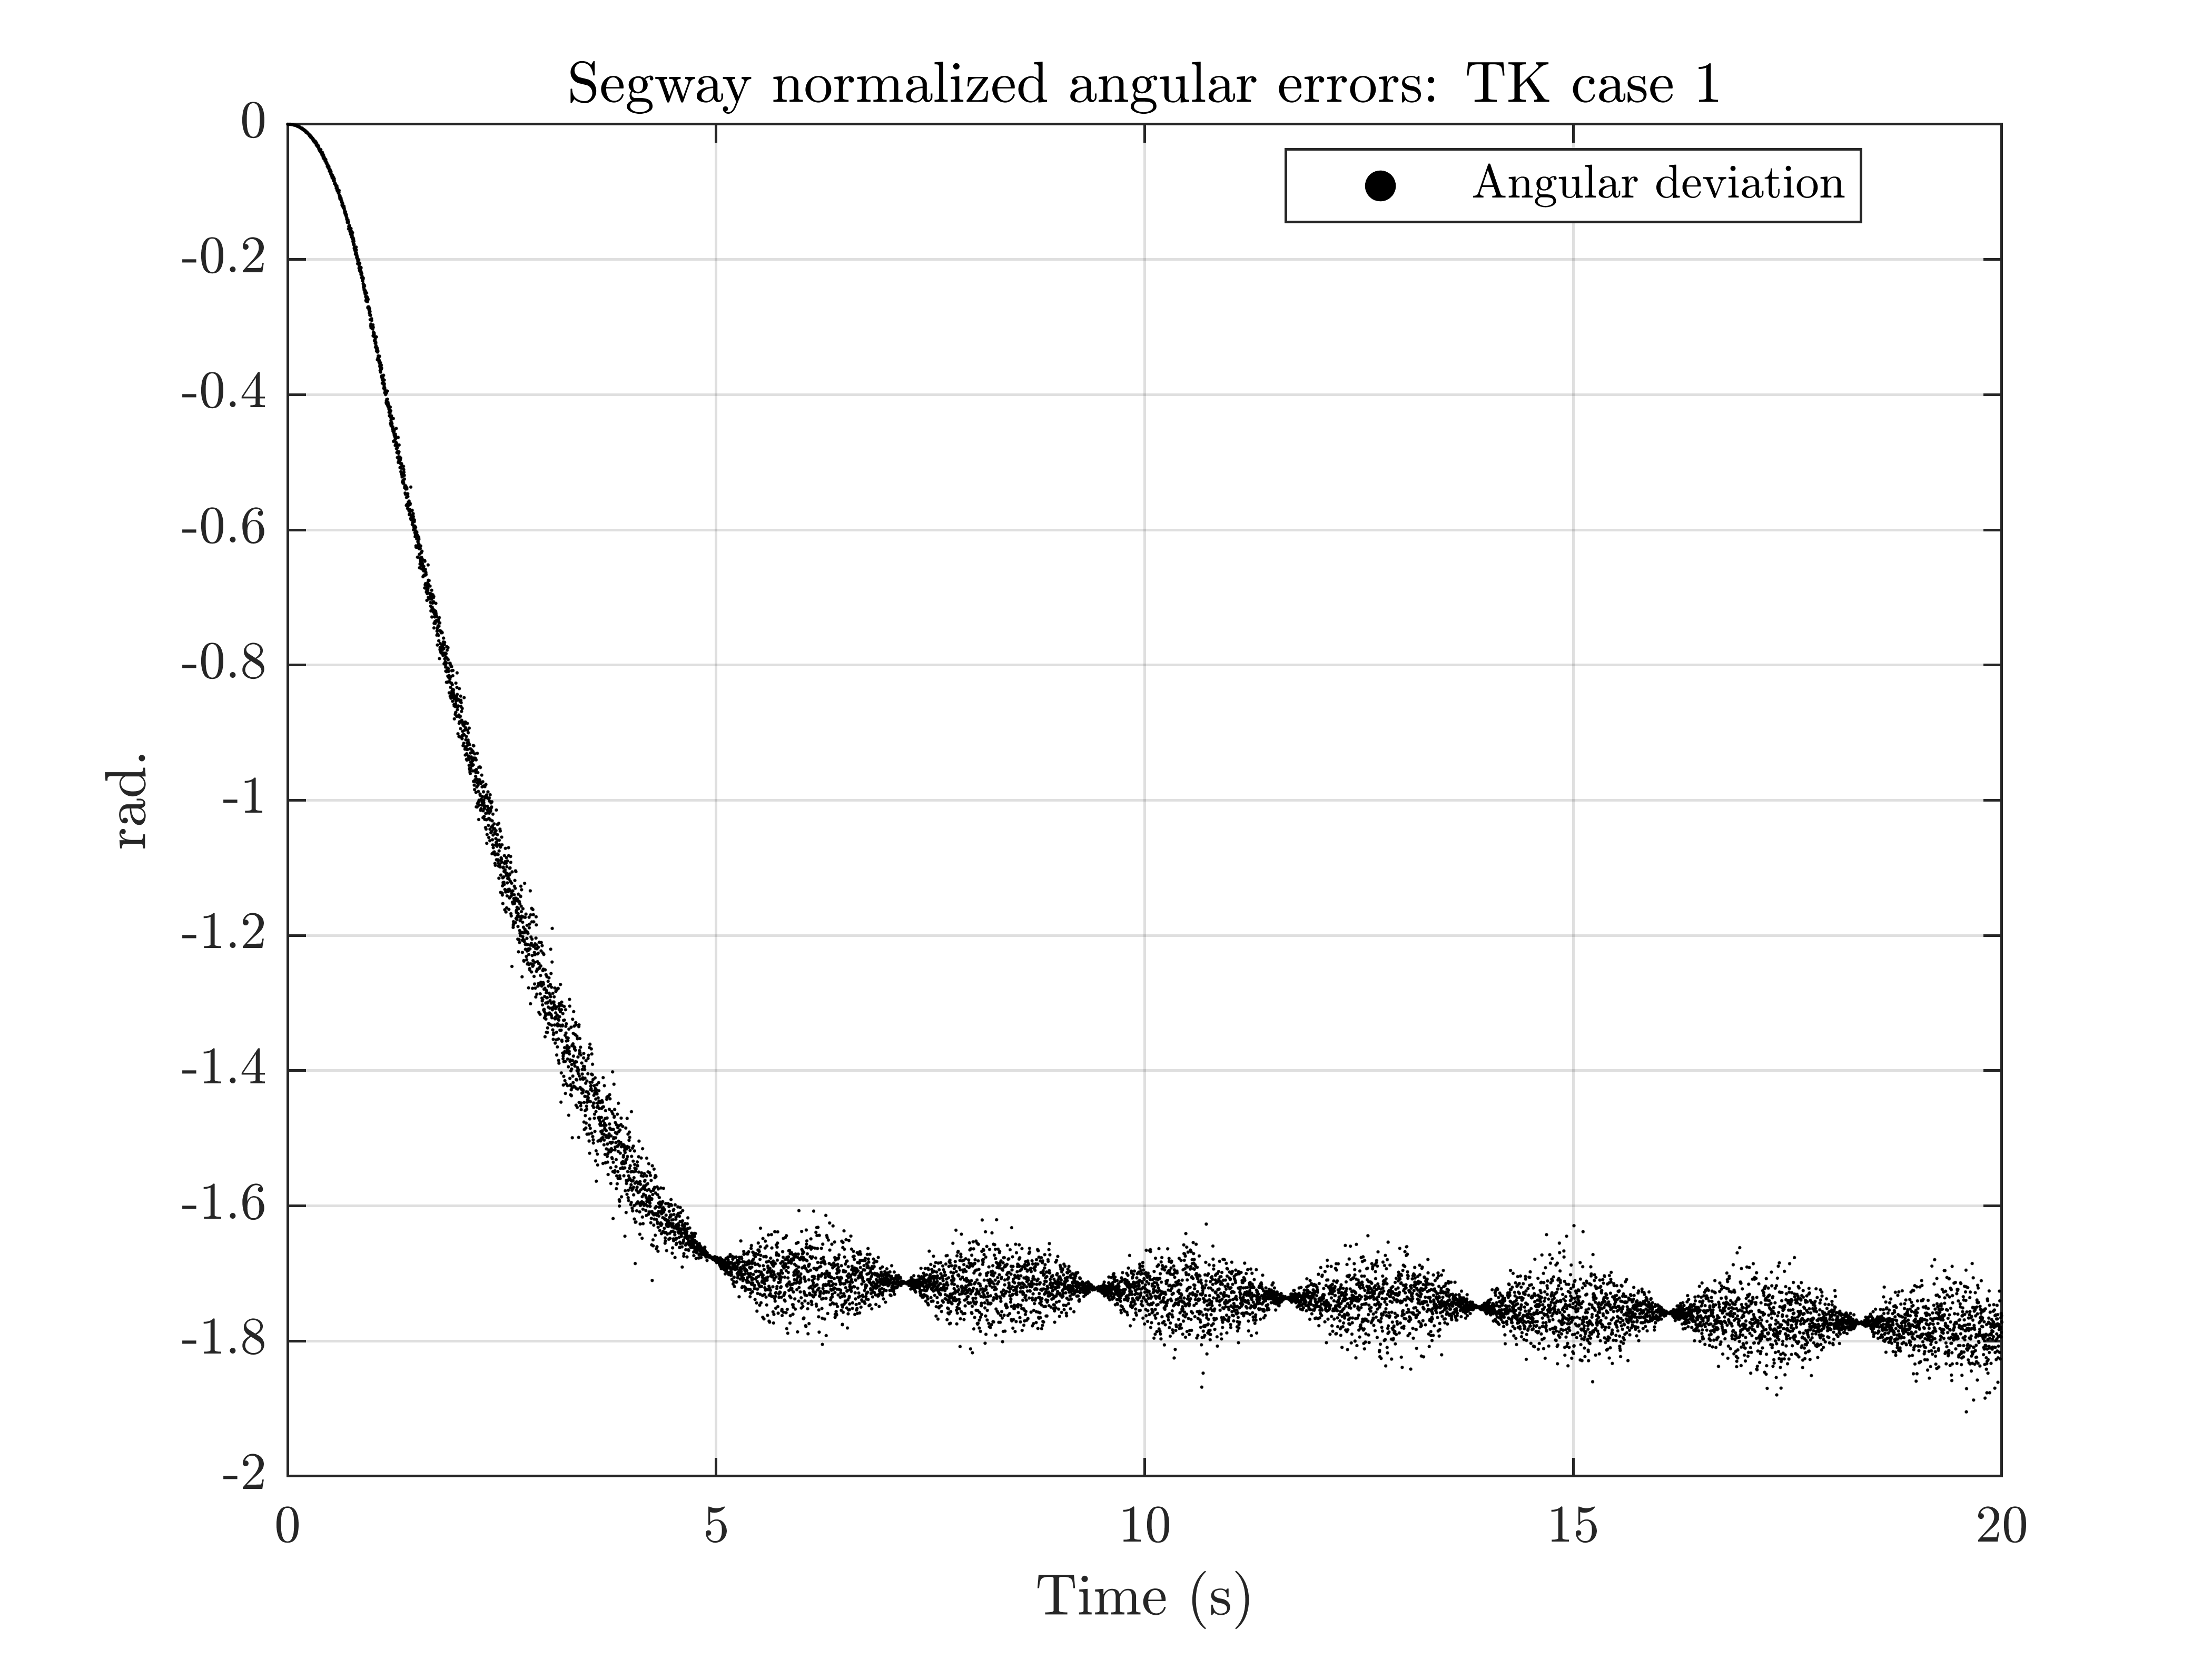 Segway normalized angular errors: TK case 1
Angular deviation
0
-0.2
-0.4
-0.6
-0.8
-1
-1.2
-1.4
-1.6
-1.8
-2
rad.
0 5 10 15 20
Time (s)